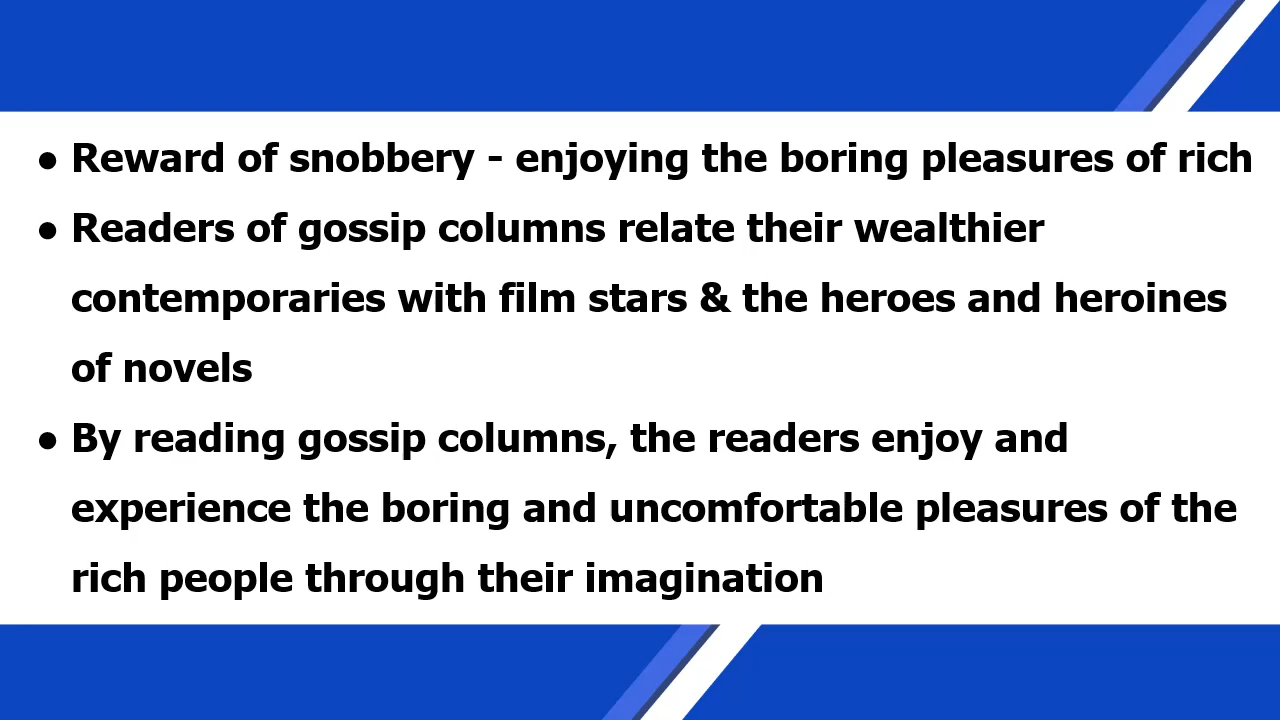 ● Reward of snobbery - enjoying the boring pleasures of rich
● Readers of gossip columns relate their wealthier
contemporaries with film stars & the heroes and heroines
of novels
● By reading gossip columns, the readers enjoy and
experience the boring and uncomfortable pleasures of the
rich people through their imagination